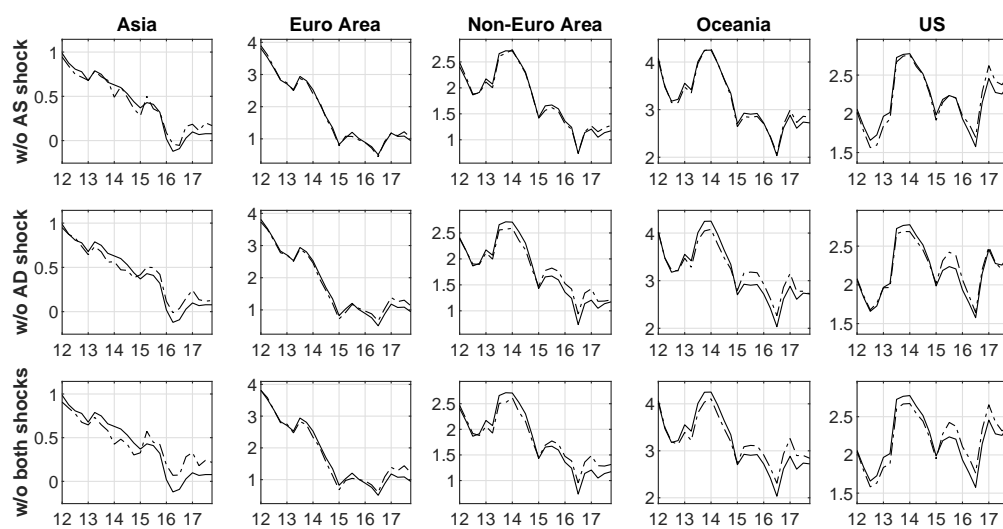 Asia Euro Area Non-Euro Area Oceania US
w/o AS shock
1 0.5 0
4 3 2 1
2.5 2 1.5 1
4 3 2
2.5 2 1.5
12 13 14 15 16 17 12 13 14 15 16 17 12 13 14 15 16 17 12 13 14 15 16 17 12 13 14 15 16 17
w/o AD shock
1 0.5 0
4 3 2 1
2.5 2 1.5 1
4 3 2
2.5 2 1.5
12 13 14 15 16 17 12 13 14 15 16 17 12 13 14 15 16 17 12 13 14 15 16 17 12 13 14 15 16 17
w/o both shocks
1 0.5 0
4 3 2 1
2.5 2 1.5 1
4 3 2
2.5 2 1.5
12 13 14 15 16 17 12 13 14 15 16 17 12 13 14 15 16 17 12 13 14 15 16 17 12 13 14 15 16 17